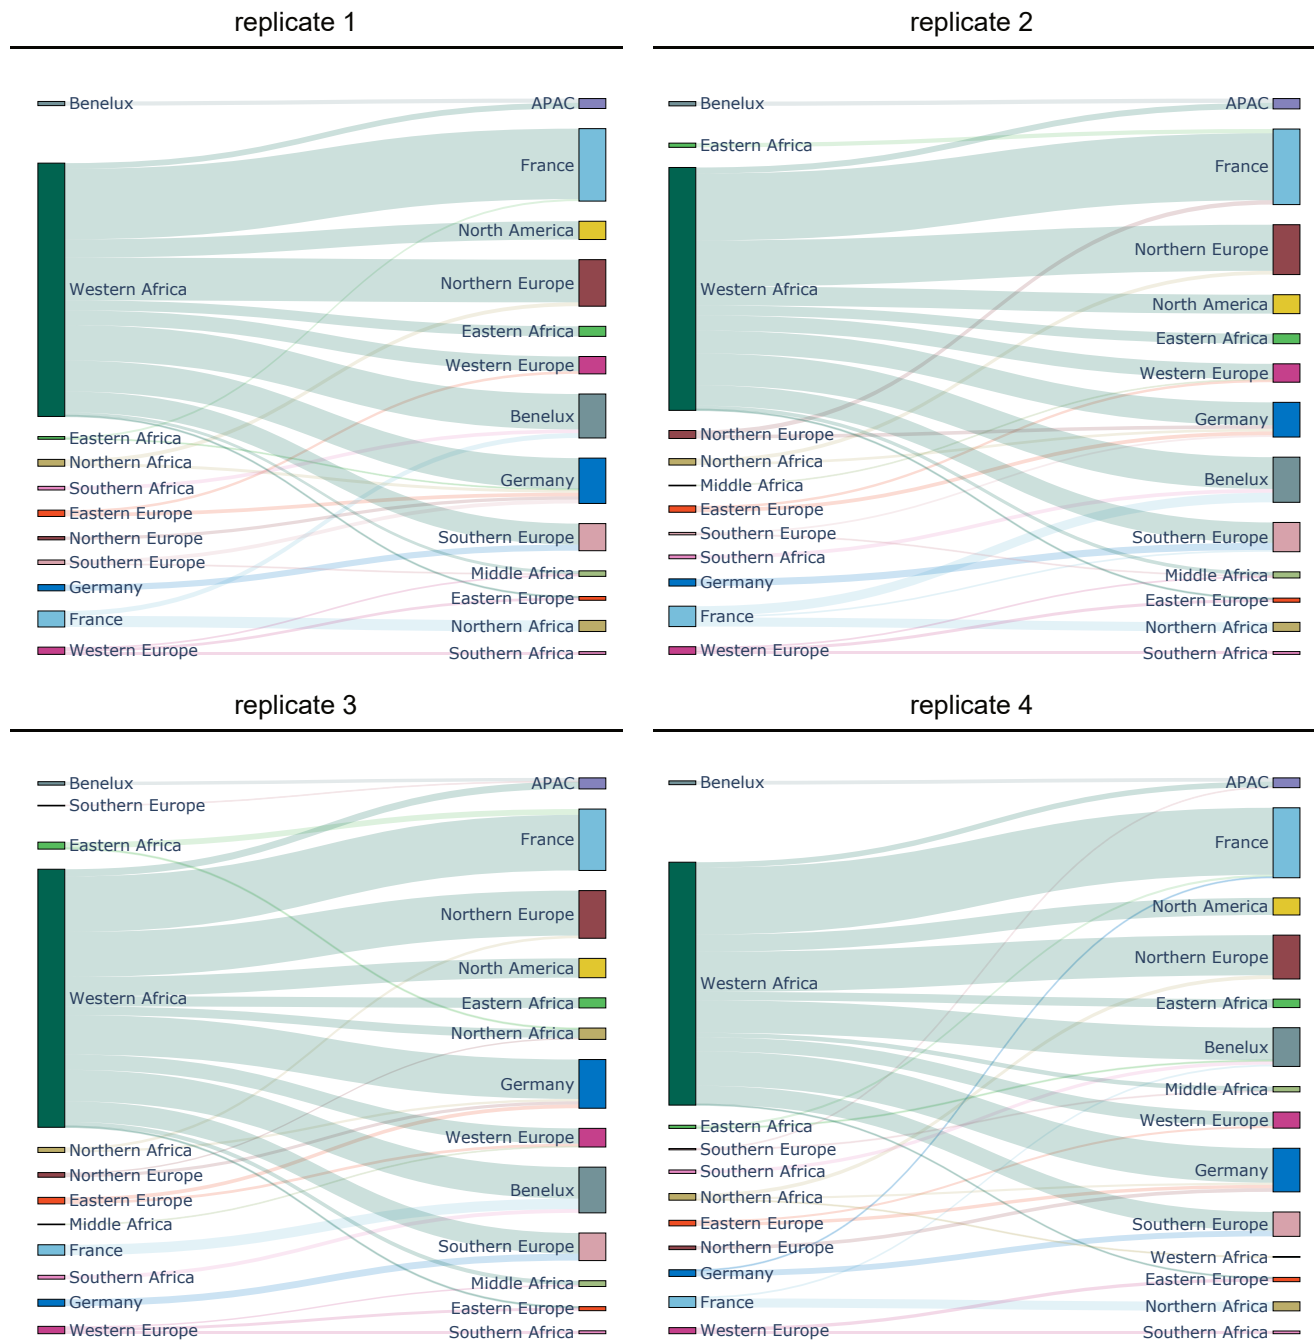 replicate 1
Benelux
Western Africa
Eastern Africa
Northern Africa
Southern Africa
Eastern Europe
Northern Europe
Southern Europe
Germany
France
Western Europe
APAC
France
North America
Northern Europe
Eastern Africa
Western Europe
Benelux
Germany
Southern Europe
Middle Africa
Eastern Europe
Northern Africa
Southern Africa
replicate 2
Benelux
Eastern Africa
Western Africa
Northern Europe
Northern Africa
Middle Africa
Eastern Europe
Southern Europe
Southern Africa
Germany
France
Western Europe
APAC
France
Northern Europe
North America
Eastern Africa
Western Europe
Germany
Benelux
Southern Europe
Middle Africa
Eastern Europe
Northern Africa
Southern Africa
replicate 3
Benelux
Southern Europe
Eastern Africa
Western Africa
Northern Africa
Northern Europe
Eastern Europe
Middle Africa
France
Southern Africa
Germany
Western Europe
APAC
France
Northern Europe
North America
Eastern Africa
Northern Africa
Germany
Western Europe
Benelux
Southern Europe
Middle Africa
Eastern Europe
Southern Africa
replicate 4
Benelux
Western Africa
Eastern Africa
Southern Europe
Southern Africa
Northern Africa
Eastern Europe
Northern Europe
Germany
France
Western Europe
APAC
France
North America
Northern Europe
Eastern Africa
Benelux
Middle Africa
Western Europe
Germany
Southern Europe
Western Africa
Eastern Europe
Northern Africa
Southern Africa